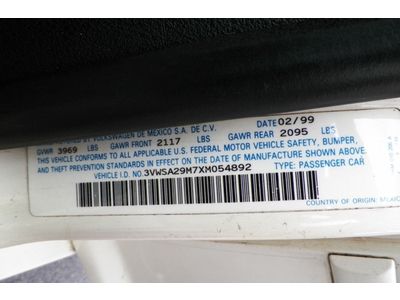 BY VOLKSWAGEN DE MEXICO S.A. DE C.V. DATE 02/99
GVWR 3969 LBS GAWR FRONT 2117 LBS GAWR REAR 2095 LBS
THIS VEHICLE CONFORMS TO ALL APPLICABLE U.S. FEDERAL MOTOR VEHICLE SAFETY, BUMPER,
AND THEFT PREVENTION STANDARDS IN EFFECT ON THE DATE OF MANUFACTURE SHOWN ABOVE.
VEHICLE IDENT. NO.: 3VWSA29M7XM054892 TYPE: PASSENGER CAR
COUNTRY OF ORIGIN: